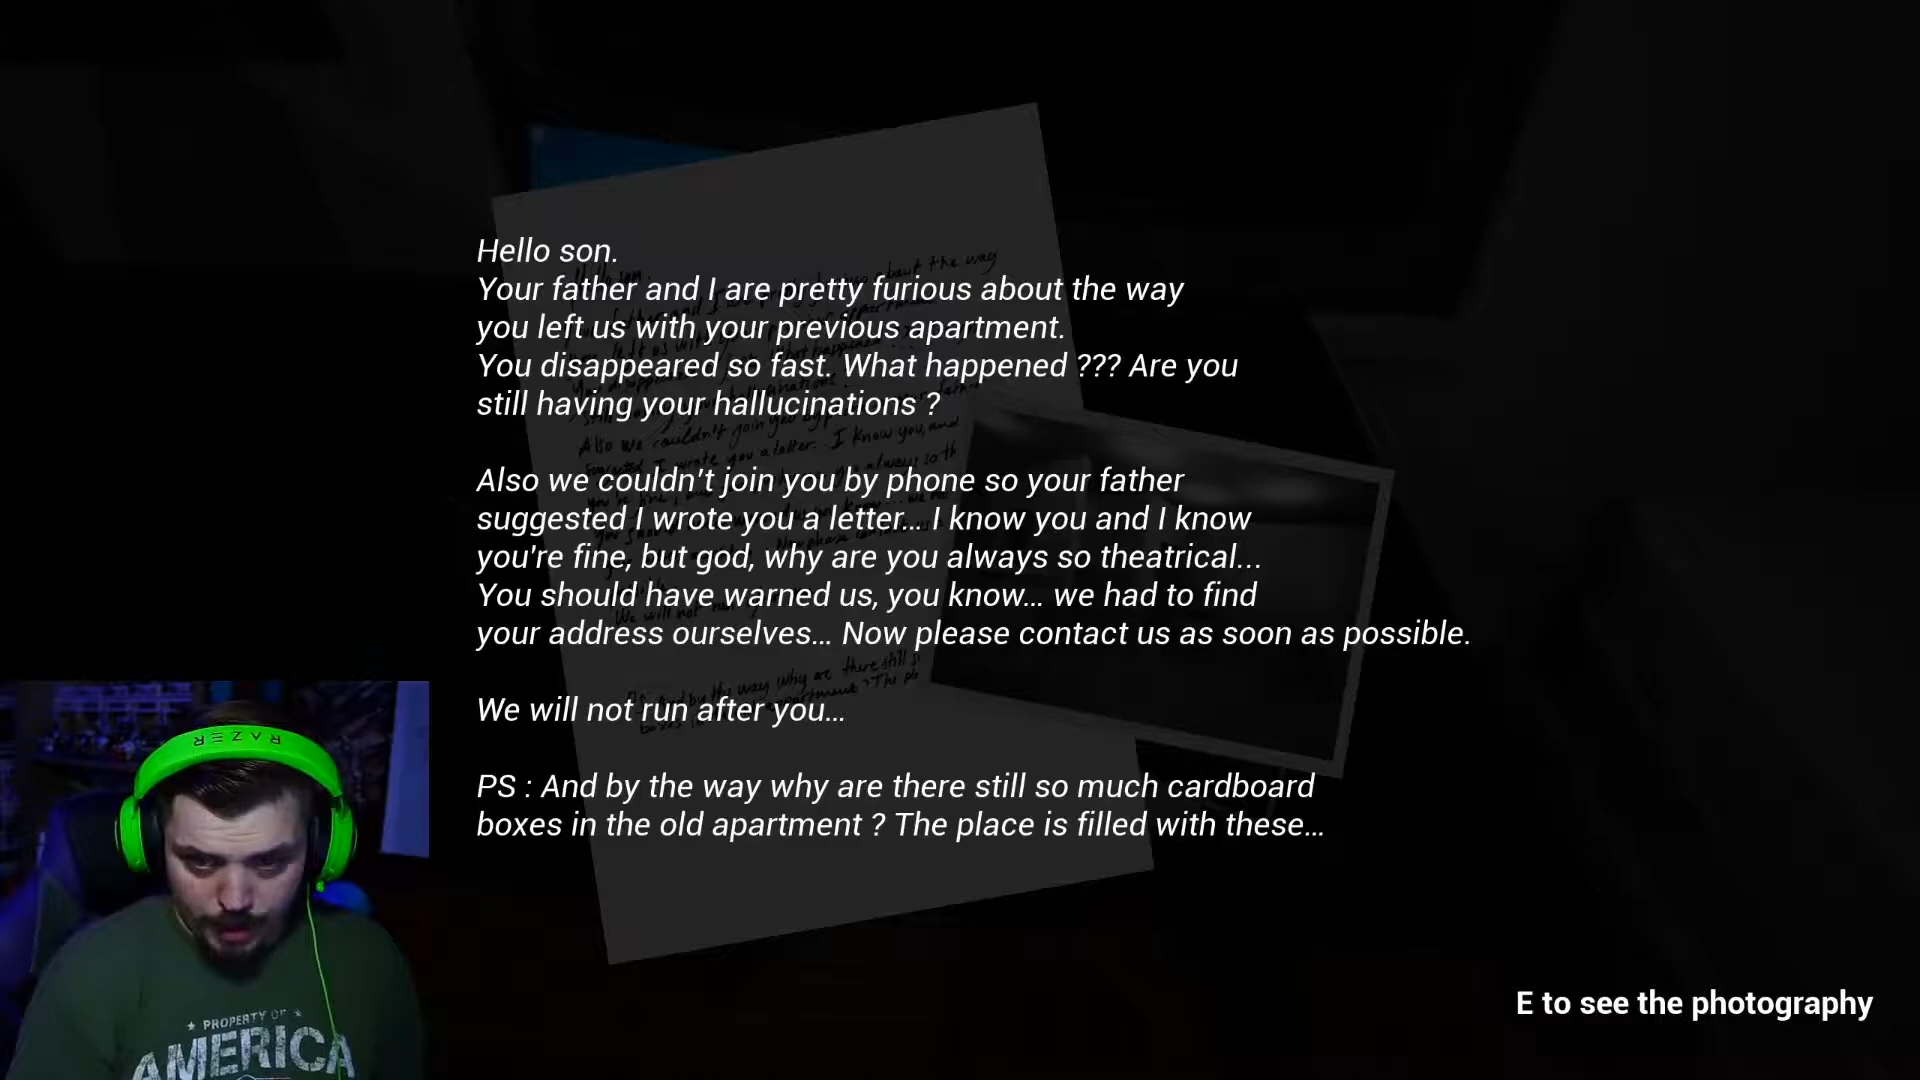 Hello son.
Your father and I are pretty furious about the way
you left us with your previous apartment.
You disappeared so fast. What happened ??? Are you
still having your hallucinations ?
Also we couldn't join you by phone so your father
suggested I wrote you a letter... I know you and I know
you're fine, but god, why are you always so theatrical...
You should have warned us, you know... we had to find
your address ourselves... Now please contact us as soon as possible.
We will not run after you...
PS : And by the way why are there still so much cardboard
boxes in the old apartment ? The place is filled with these...
E to see the photography
RAZER
PROPERTY OF
AMERICA